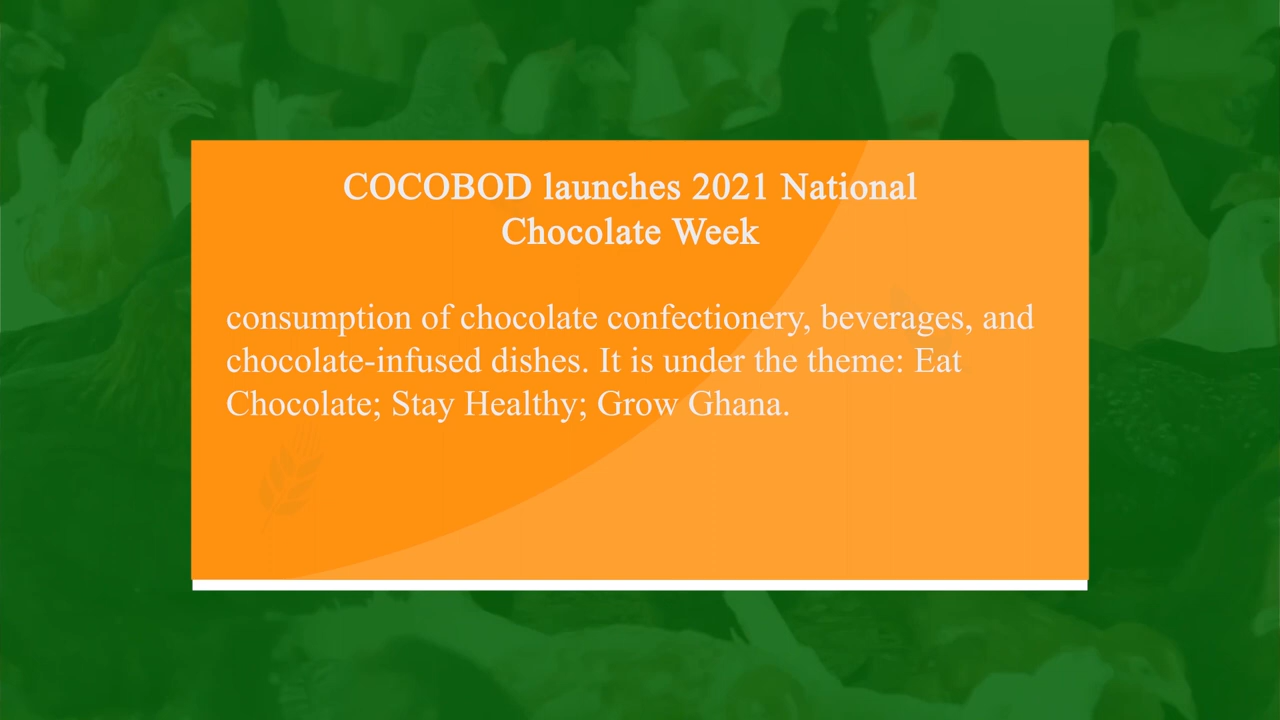 COCOBOD launches 2021 National
Chocolate Week
consumption of chocolate confectionery, beverages, and
chocolate-infused dishes. It is under the theme: Eat
Chocolate; Stay Healthy; Grow Ghana.